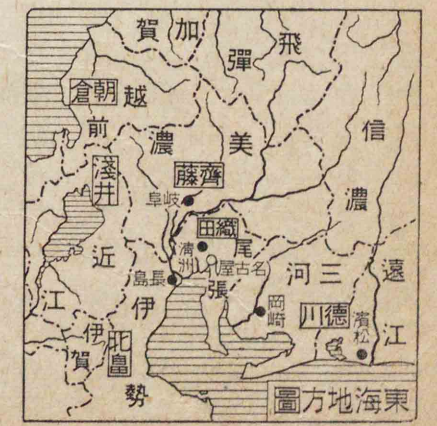 加賀
飛彈
越前
朝倉
美濃
信濃
齊藤
岐阜
淺井
織田
尾張
清洲
名古屋
近江
長島
伊勢
三河
岡崎
德川
遠江
濱松
伊賀
北畠
東海地方圖